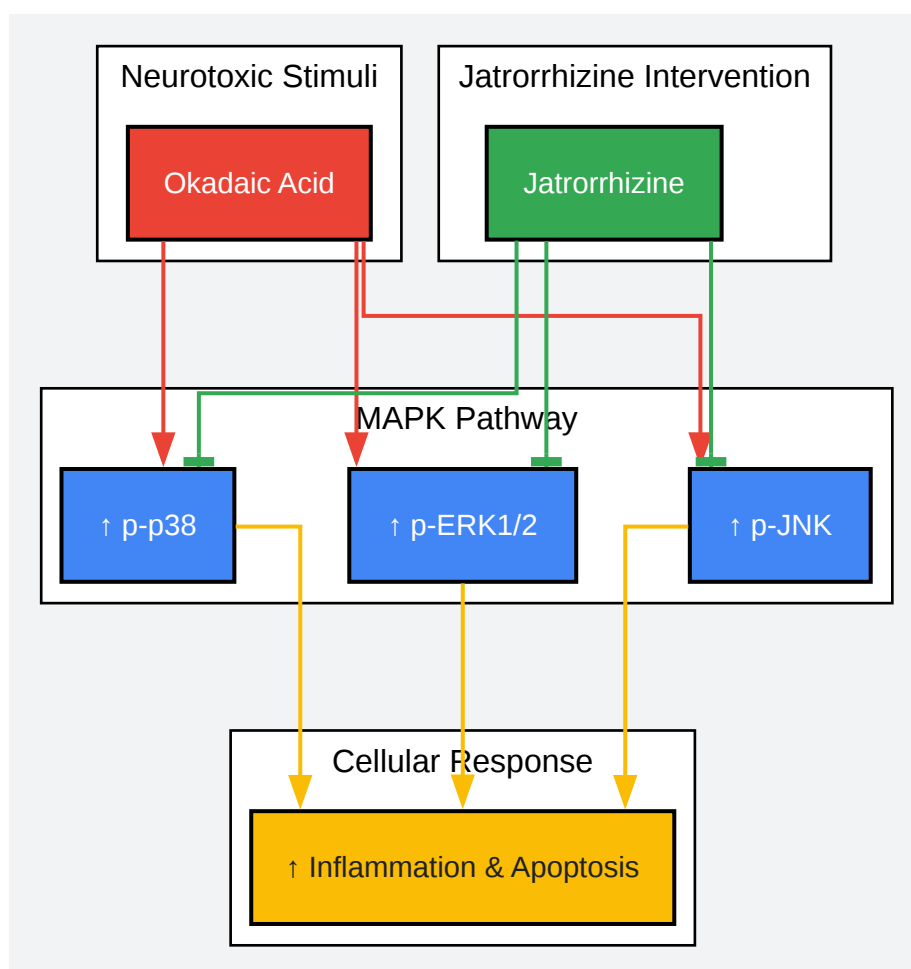 Neurotoxic Stimuli
Jatrorrhizine Intervention
Okadaic Acid
Jatrorrhizine
MAPK Pathway
↑ p-p38
↑ p-ERK1/2
↑ p-JNK
Cellular Response
↑ Inflammation & Apoptosis